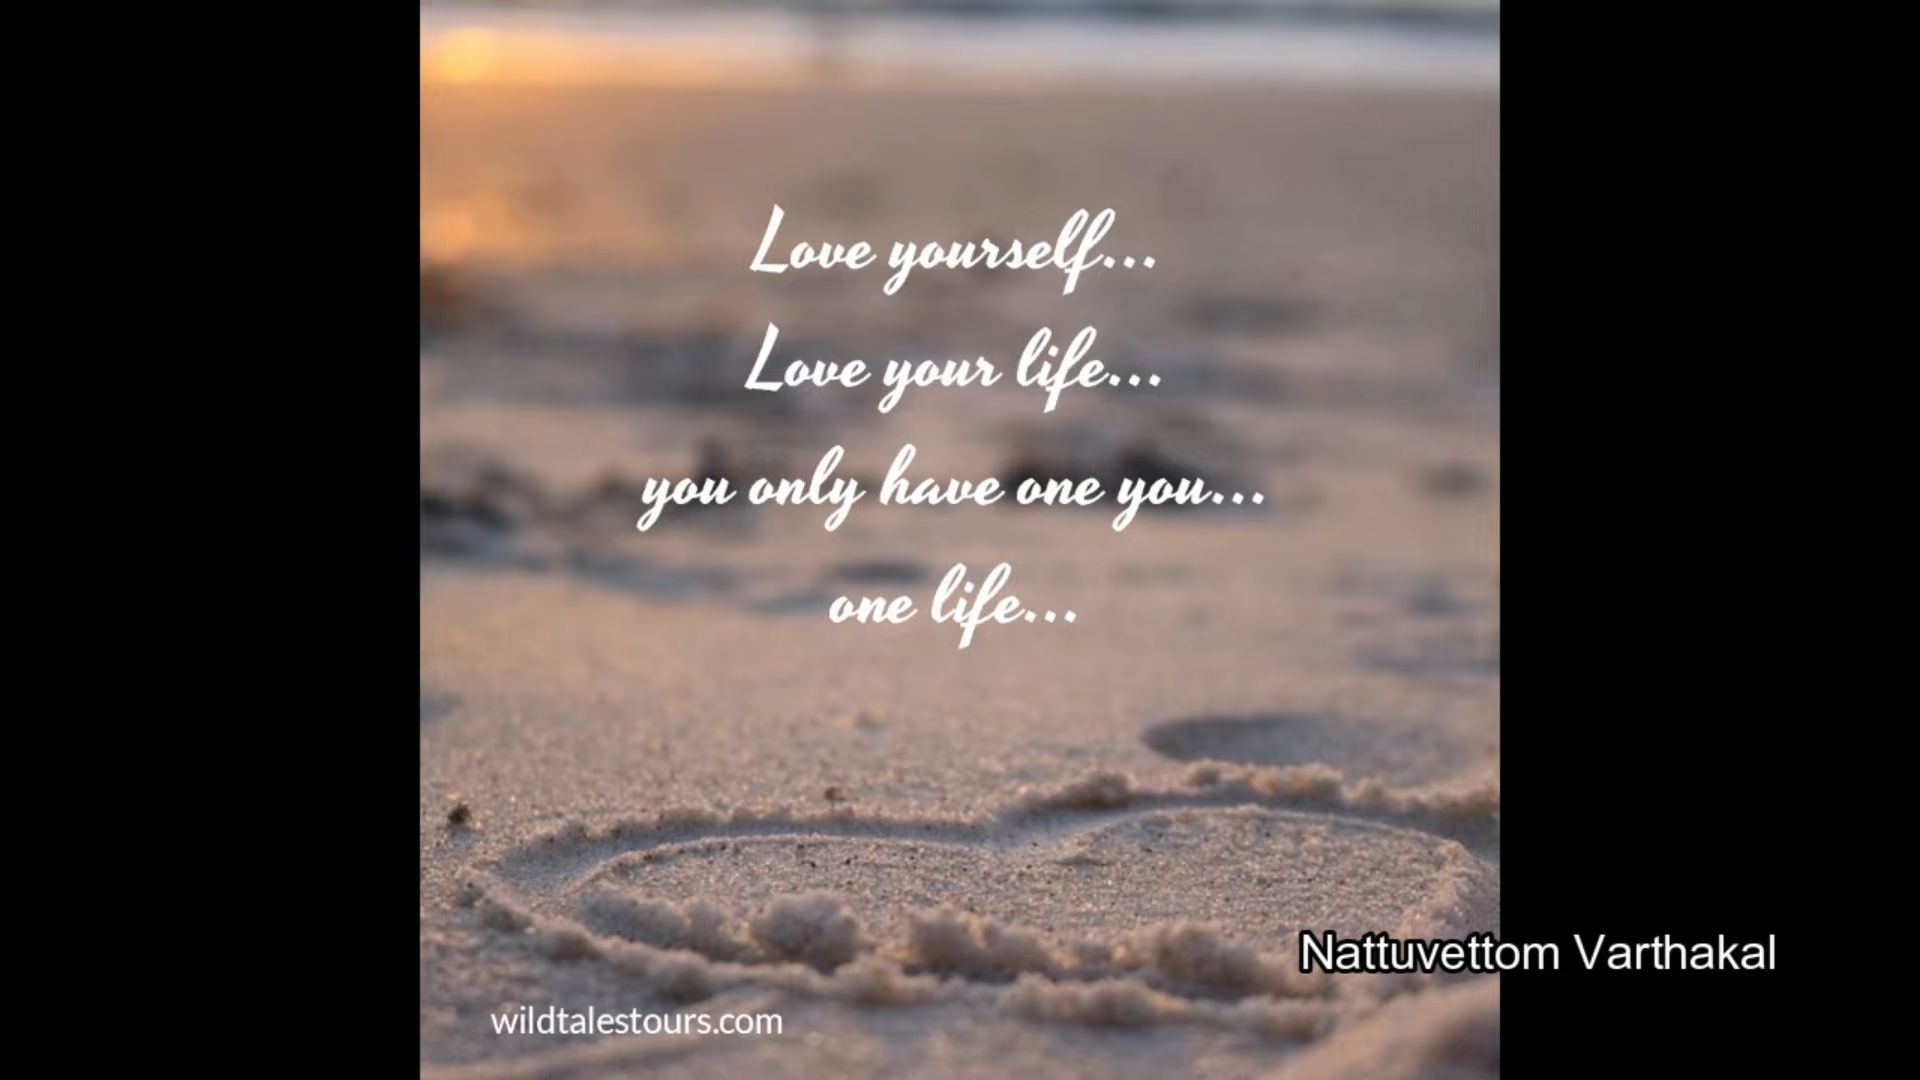 Love yourself...
Love your life...
you only have one you...
one life...
Nattuvettom Varthakal
wildtalestours.com